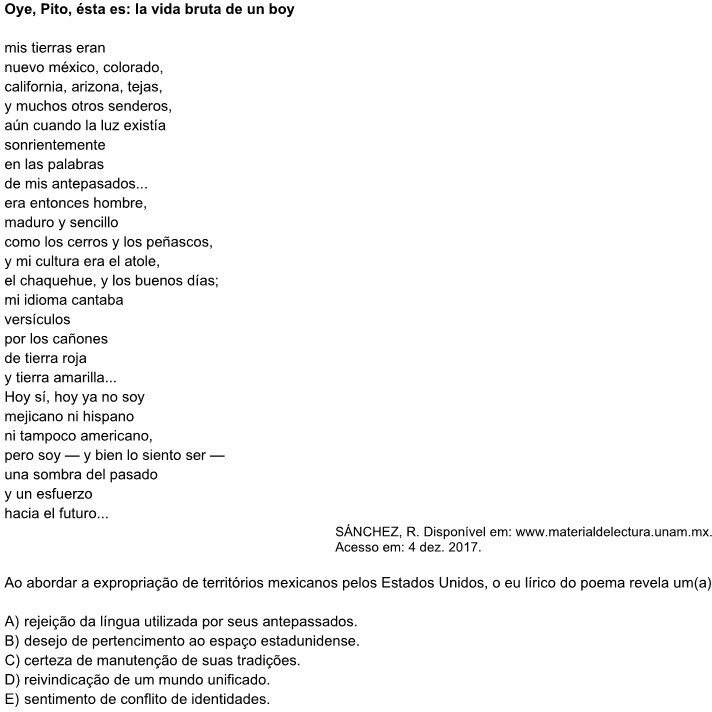 Oye, Pito, ésta es: la vida bruta de un boy
mis tierras eran
nuevo méxico, colorado,
california, arizona, tejas,
y muchos otros senderos,
aún cuando la luz existía
sonrientemente
en las palabras
de mis antepasados...
era entonces hombre,
maduro y sencillo
como los cerros y los peñascos,
y mi cultura era el atole,
el chaquehue, y los buenos días;
mi idioma cantaba
versículos
por los cañones
de tierra roja
y tierra amarilla...
Hoy sí, hoy ya no soy
mejicano ni hispano
ni tampoco americano,
pero soy — y bien lo siento ser —
una sombra del pasado
y un esfuerzo
hacia el futuro...
SÁNCHEZ, R. Disponível em: www.materialdelectura.unam.mx.
Acesso em: 4 dez. 2017.
Ao abordar a expropriação de territórios mexicanos pelos Estados Unidos, o eu lírico do poema revela um(a)
A) rejeição da língua utilizada por seus antepassados.
B) desejo de pertencimento ao espaço estadunidense.
C) certeza de manutenção de suas tradições.
D) reivindicação de um mundo unificado.
E) sentimento de conflito de identidades.